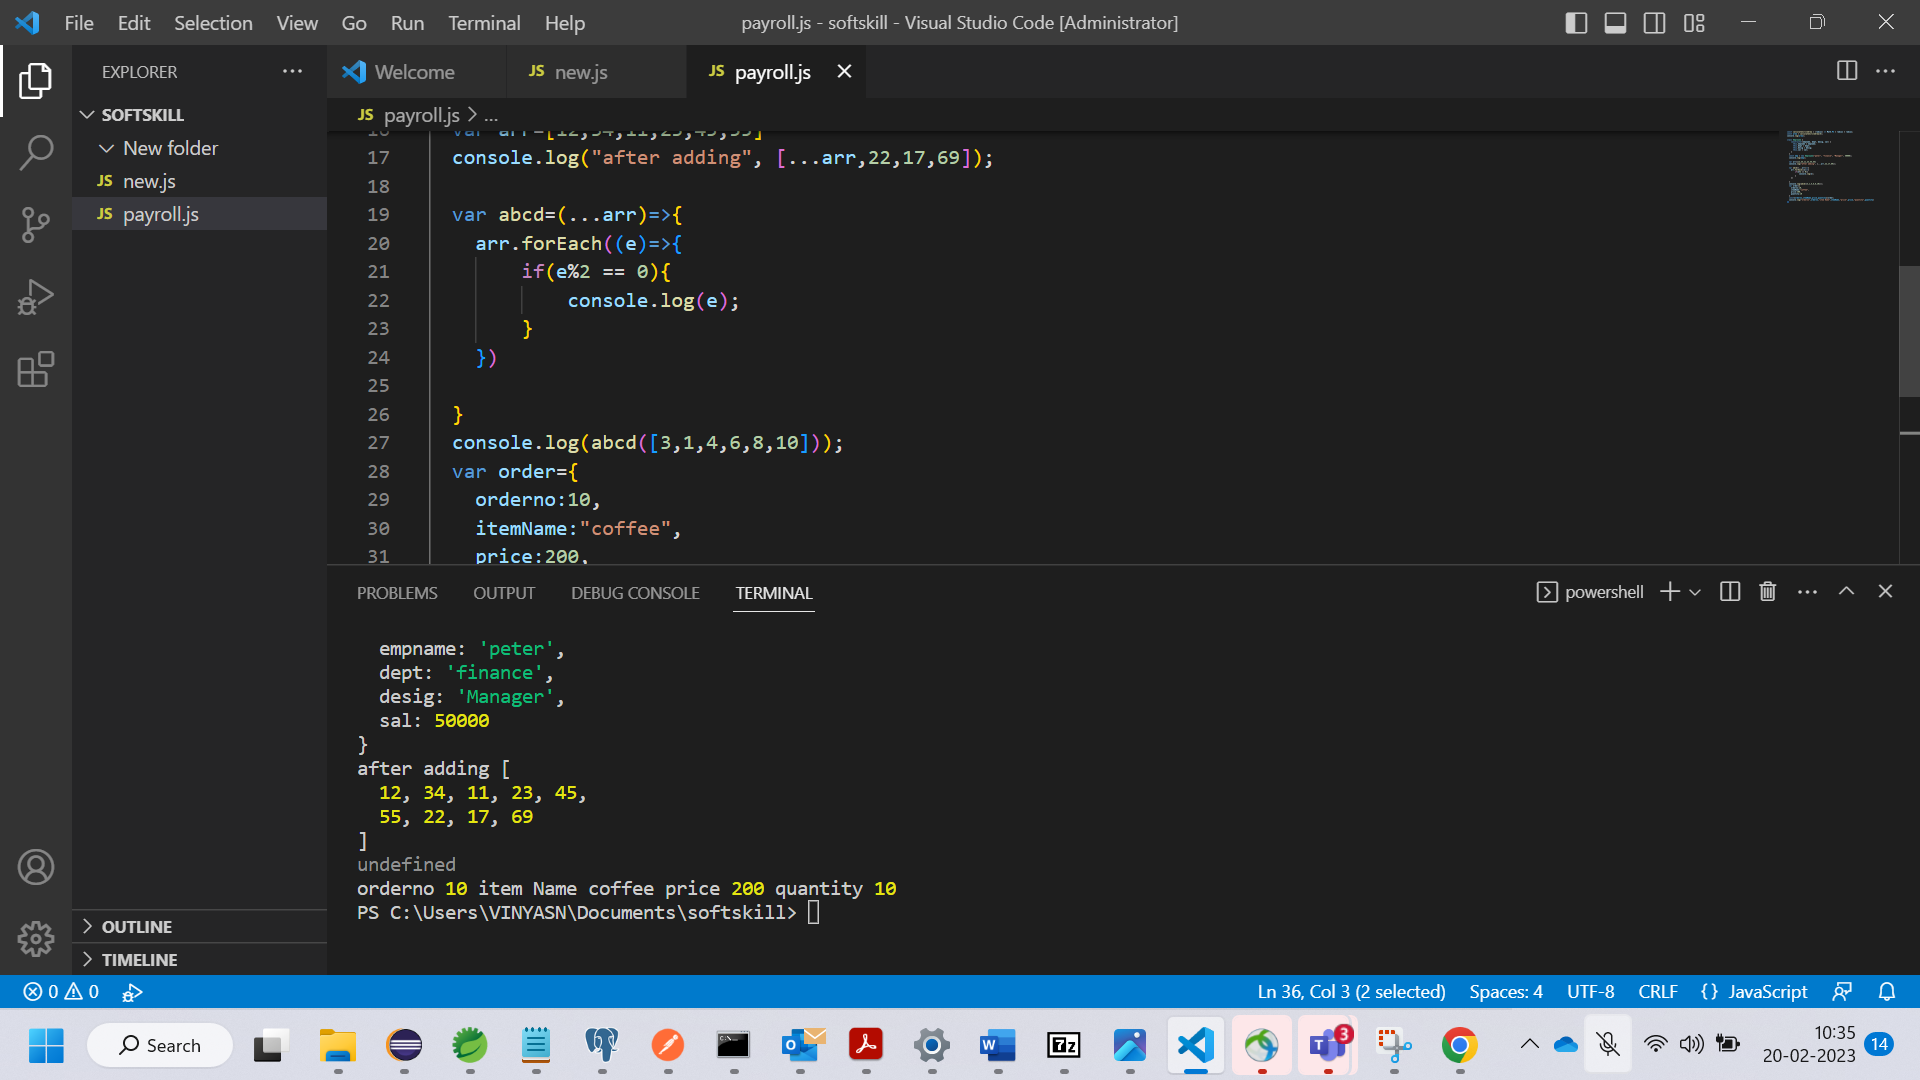 File Edit Selection View Go Run Terminal Help
payroll.js - softskill - Visual Studio Code [Administrator]
EXPLORER
Welcome
JS new.js
JS payroll.js
SOFTSKILL
New folder
JS new.js
JS payroll.js
OUTLINE
TIMELINE
JS payroll.js > ...
17 console.log("after adding", [...arr,22,17,69]);
18
19 var abcd=(...arr)=>{
20 arr.forEach((e)=>{
21 if(e%2 == 0){
22 console.log(e);
23 }
24 })
25
26 }
27 console.log(abcd([3,1,4,6,8,10]));
28 var order={
29 orderno:10,
30 itemName:"coffee",
31 price:200,
PROBLEMS OUTPUT DEBUG CONSOLE TERMINAL
powershell
empname: 'peter',
dept: 'finance',
desig: 'Manager',
sal: 50000
}
after adding [
12, 34, 11, 23, 45,
55, 22, 17, 69
]
undefined
orderno 10 item Name coffee price 200 quantity 10
PS C:\Users\VINYASN\Documents\softskill>
0 0
Ln 36, Col 3 (2 selected) Spaces: 4 UTF-8 CRLF {} JavaScript
Search
7z
3
10:35
20-02-2023
14